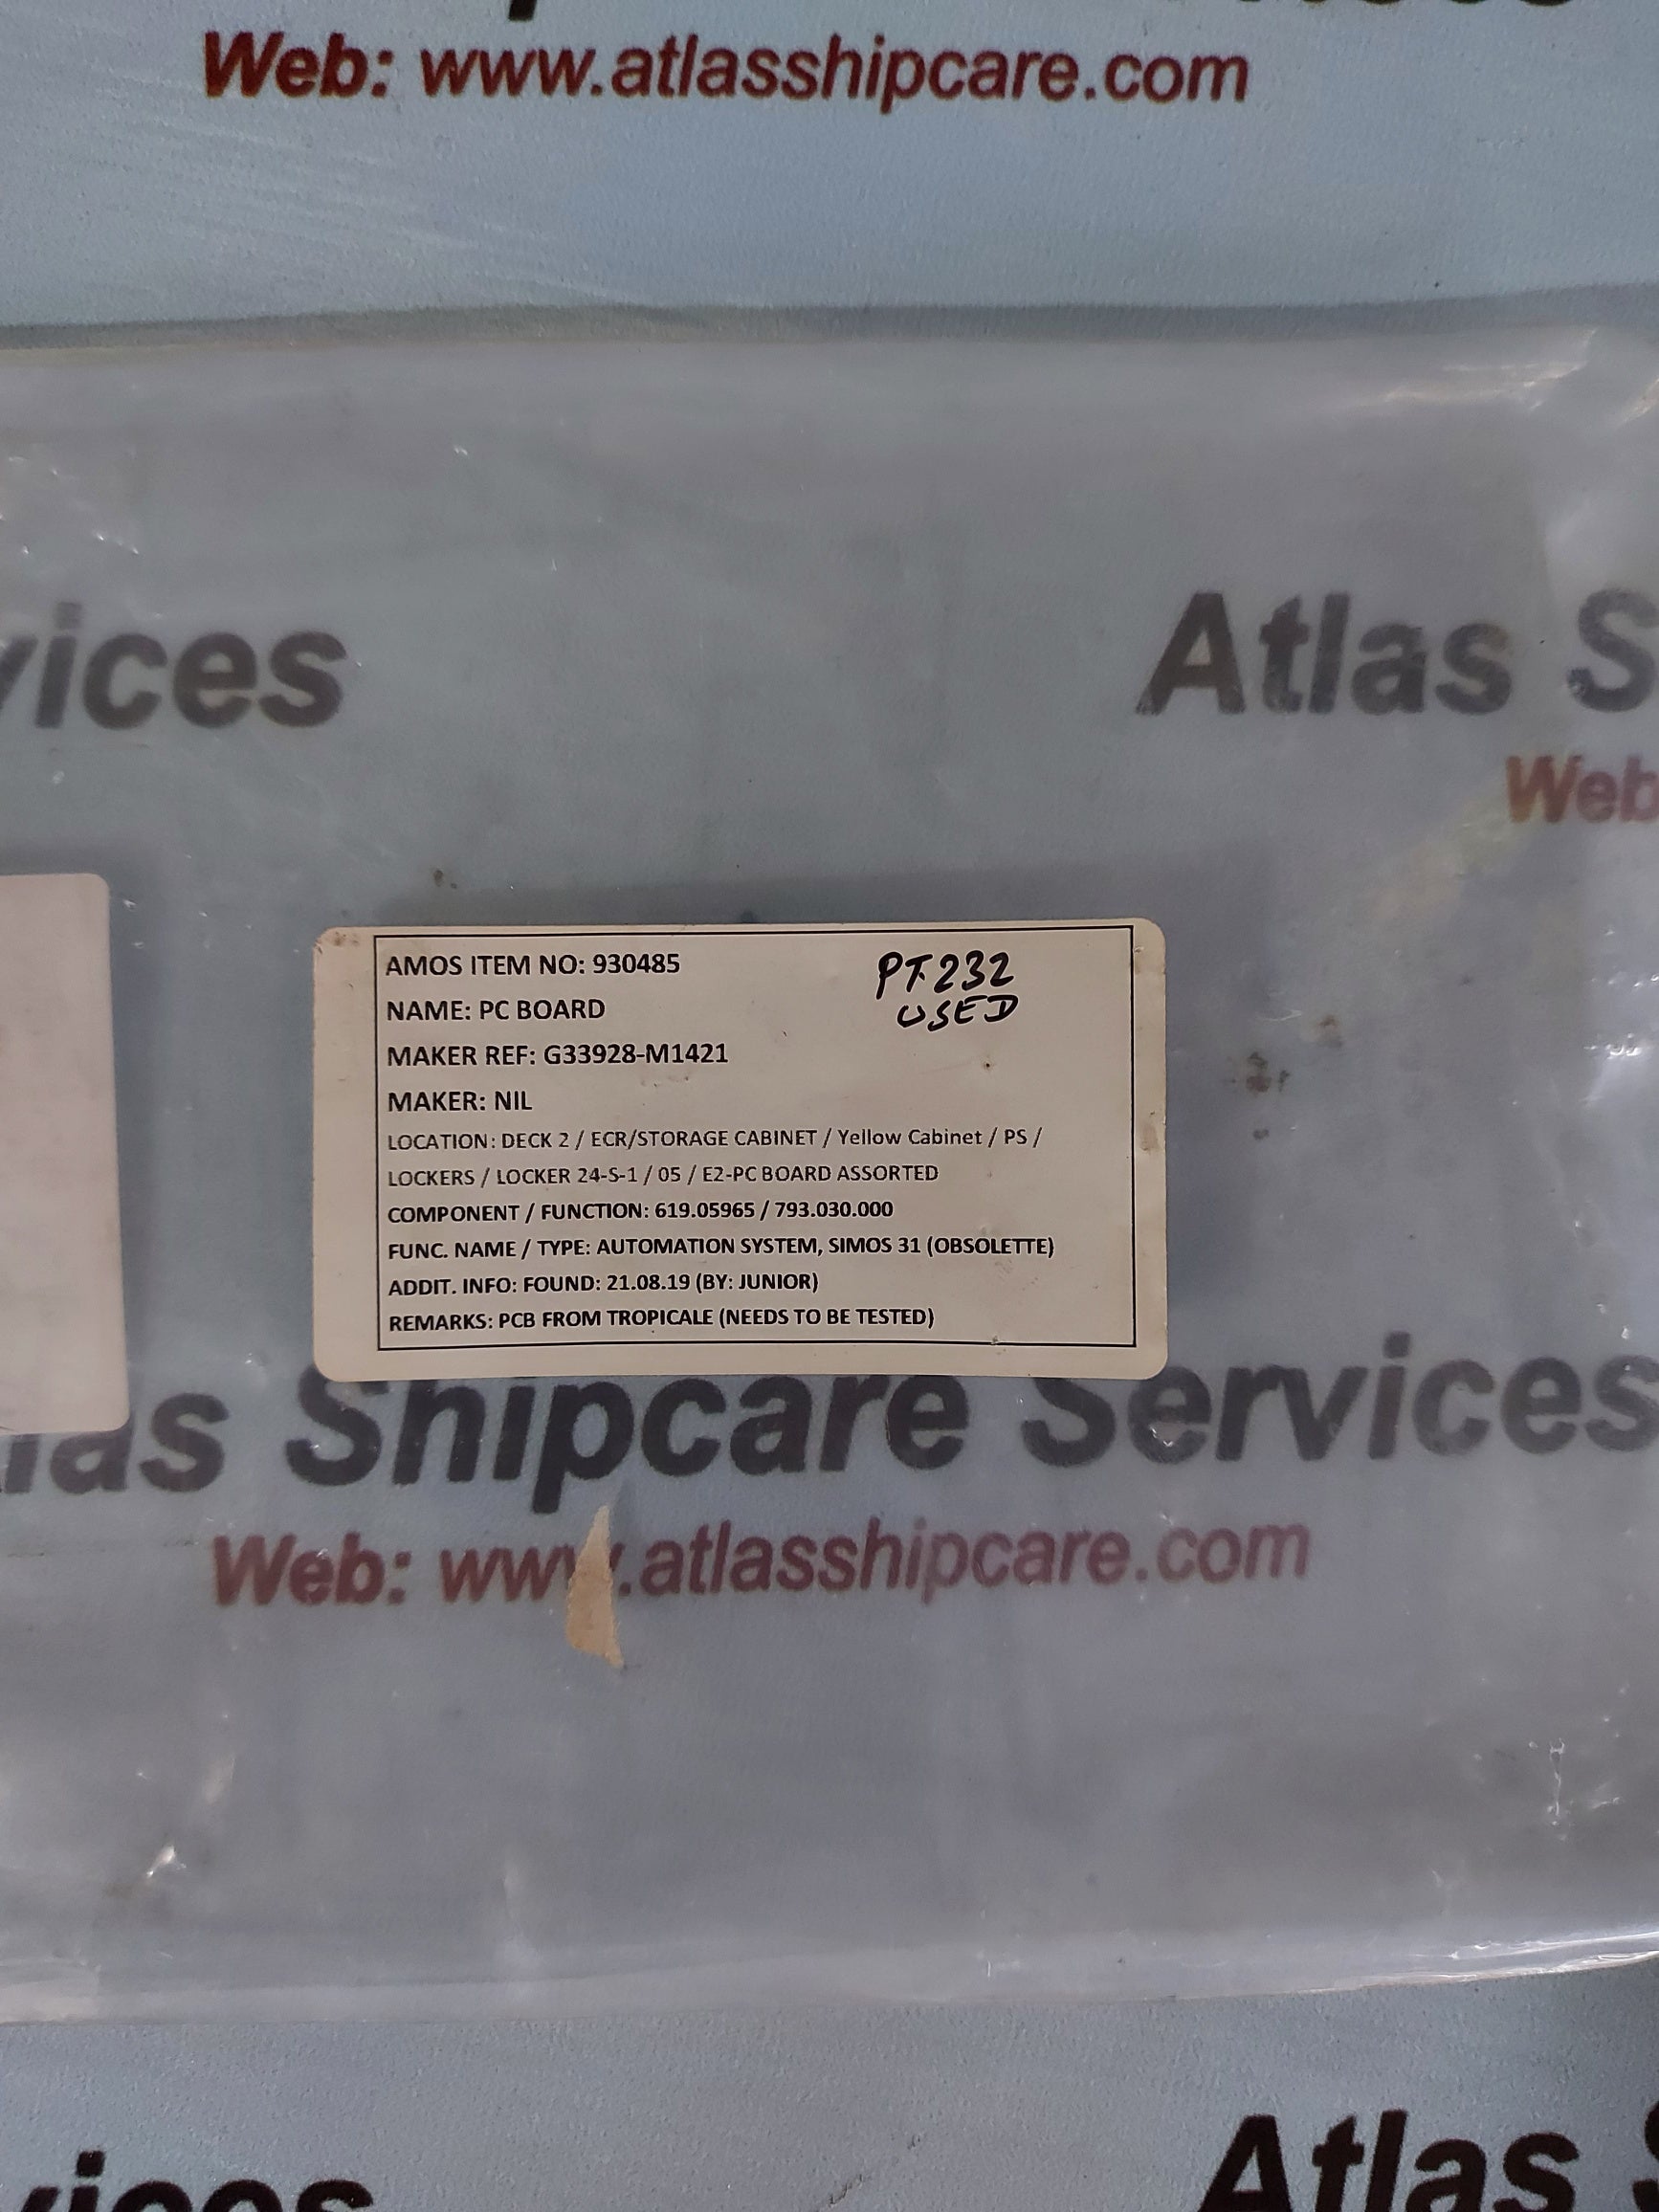 Web: www.atlasshipcare.com
vices
Atlas S
Web
AMOS ITEM NO: 930485
PT232
USED
NAME: PC BOARD
MAKER REF: G33928-M1421
MAKER: NIL
LOCATION: DECK 2 / ECR/STORAGE CABINET / Yellow Cabinet / PS /
LOCKERS / LOCKER 24-S-1 / 05 / E2-PC BOARD ASSORTED
COMPONENT / FUNCTION: 619.05965 / 793.030.000
FUNC. NAME / TYPE: AUTOMATION SYSTEM, SIMOS 31 (OBSOLETTE)
ADDIT. INFO: FOUND: 21.08.19 (BY: JUNIOR)
REMARKS: PCB FROM TROPICALE (NEEDS TO BE TESTED)
las Shipcare Services
Web: www.atlasshipcare.com
Atlas S
vices